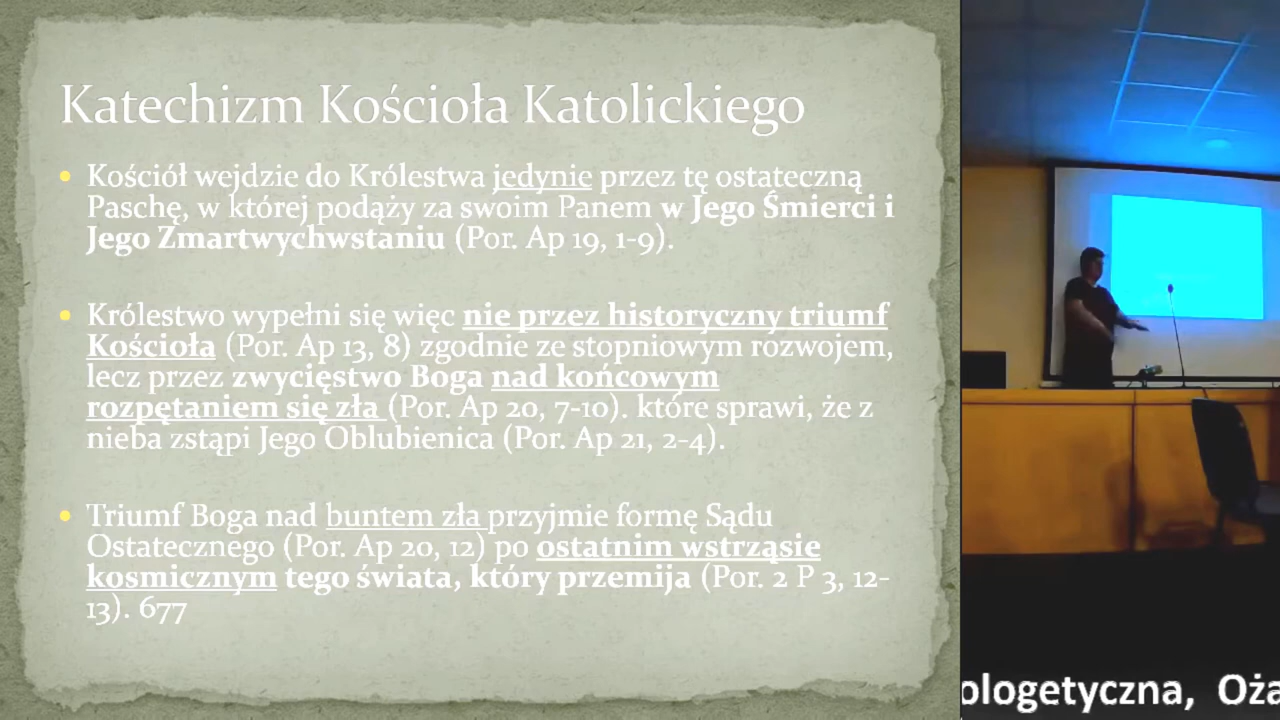 Katechizm Kościoła Katolickiego
• Kościół wejdzie do Królestwa jedynie przez tę ostateczną
Paschę, w której podąży za swoim Panem w Jego Śmierci i
Jego Zmartwychwstaniu (Por. Ap 19, 1-9).
• Królestwo wypełni się więc nie przez historyczny triumf
Kościoła (Por. Ap 13, 8) zgodnie ze stopniowym rozwojem,
lecz przez zwycięstwo Boga nad końcowym
rozpętaniem się zła (Por. Ap 20, 7-10). które sprawi, że z
nieba zstąpi Jego Oblubienica (Por. Ap 21, 2-4).
• Triumf Boga nad buntem zła przyjmie formę Sądu
Ostatecznego (Por. Ap 20, 12) po ostatnim wstrząsie
kosmicznym tego świata, który przemija (Por. 2 P 3, 12-
13). 677
ologetyczna, Oża